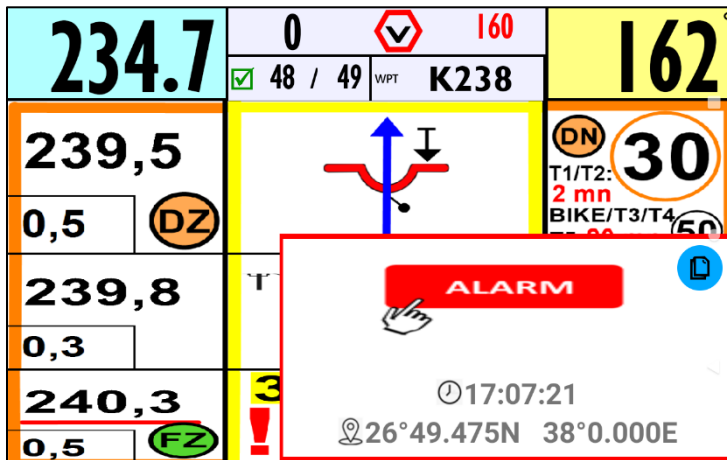 234.7
0 V 160
48 / 49 WPT K238
162°
239,5
0,5 DZ
239,8
0,3
240,3
0,5 FZ
DN 30
T1/T2:
2 mn
BIKE/T3/T4
50
3
!
ALARM
17:07:21
26°49.475N 38°0.000E